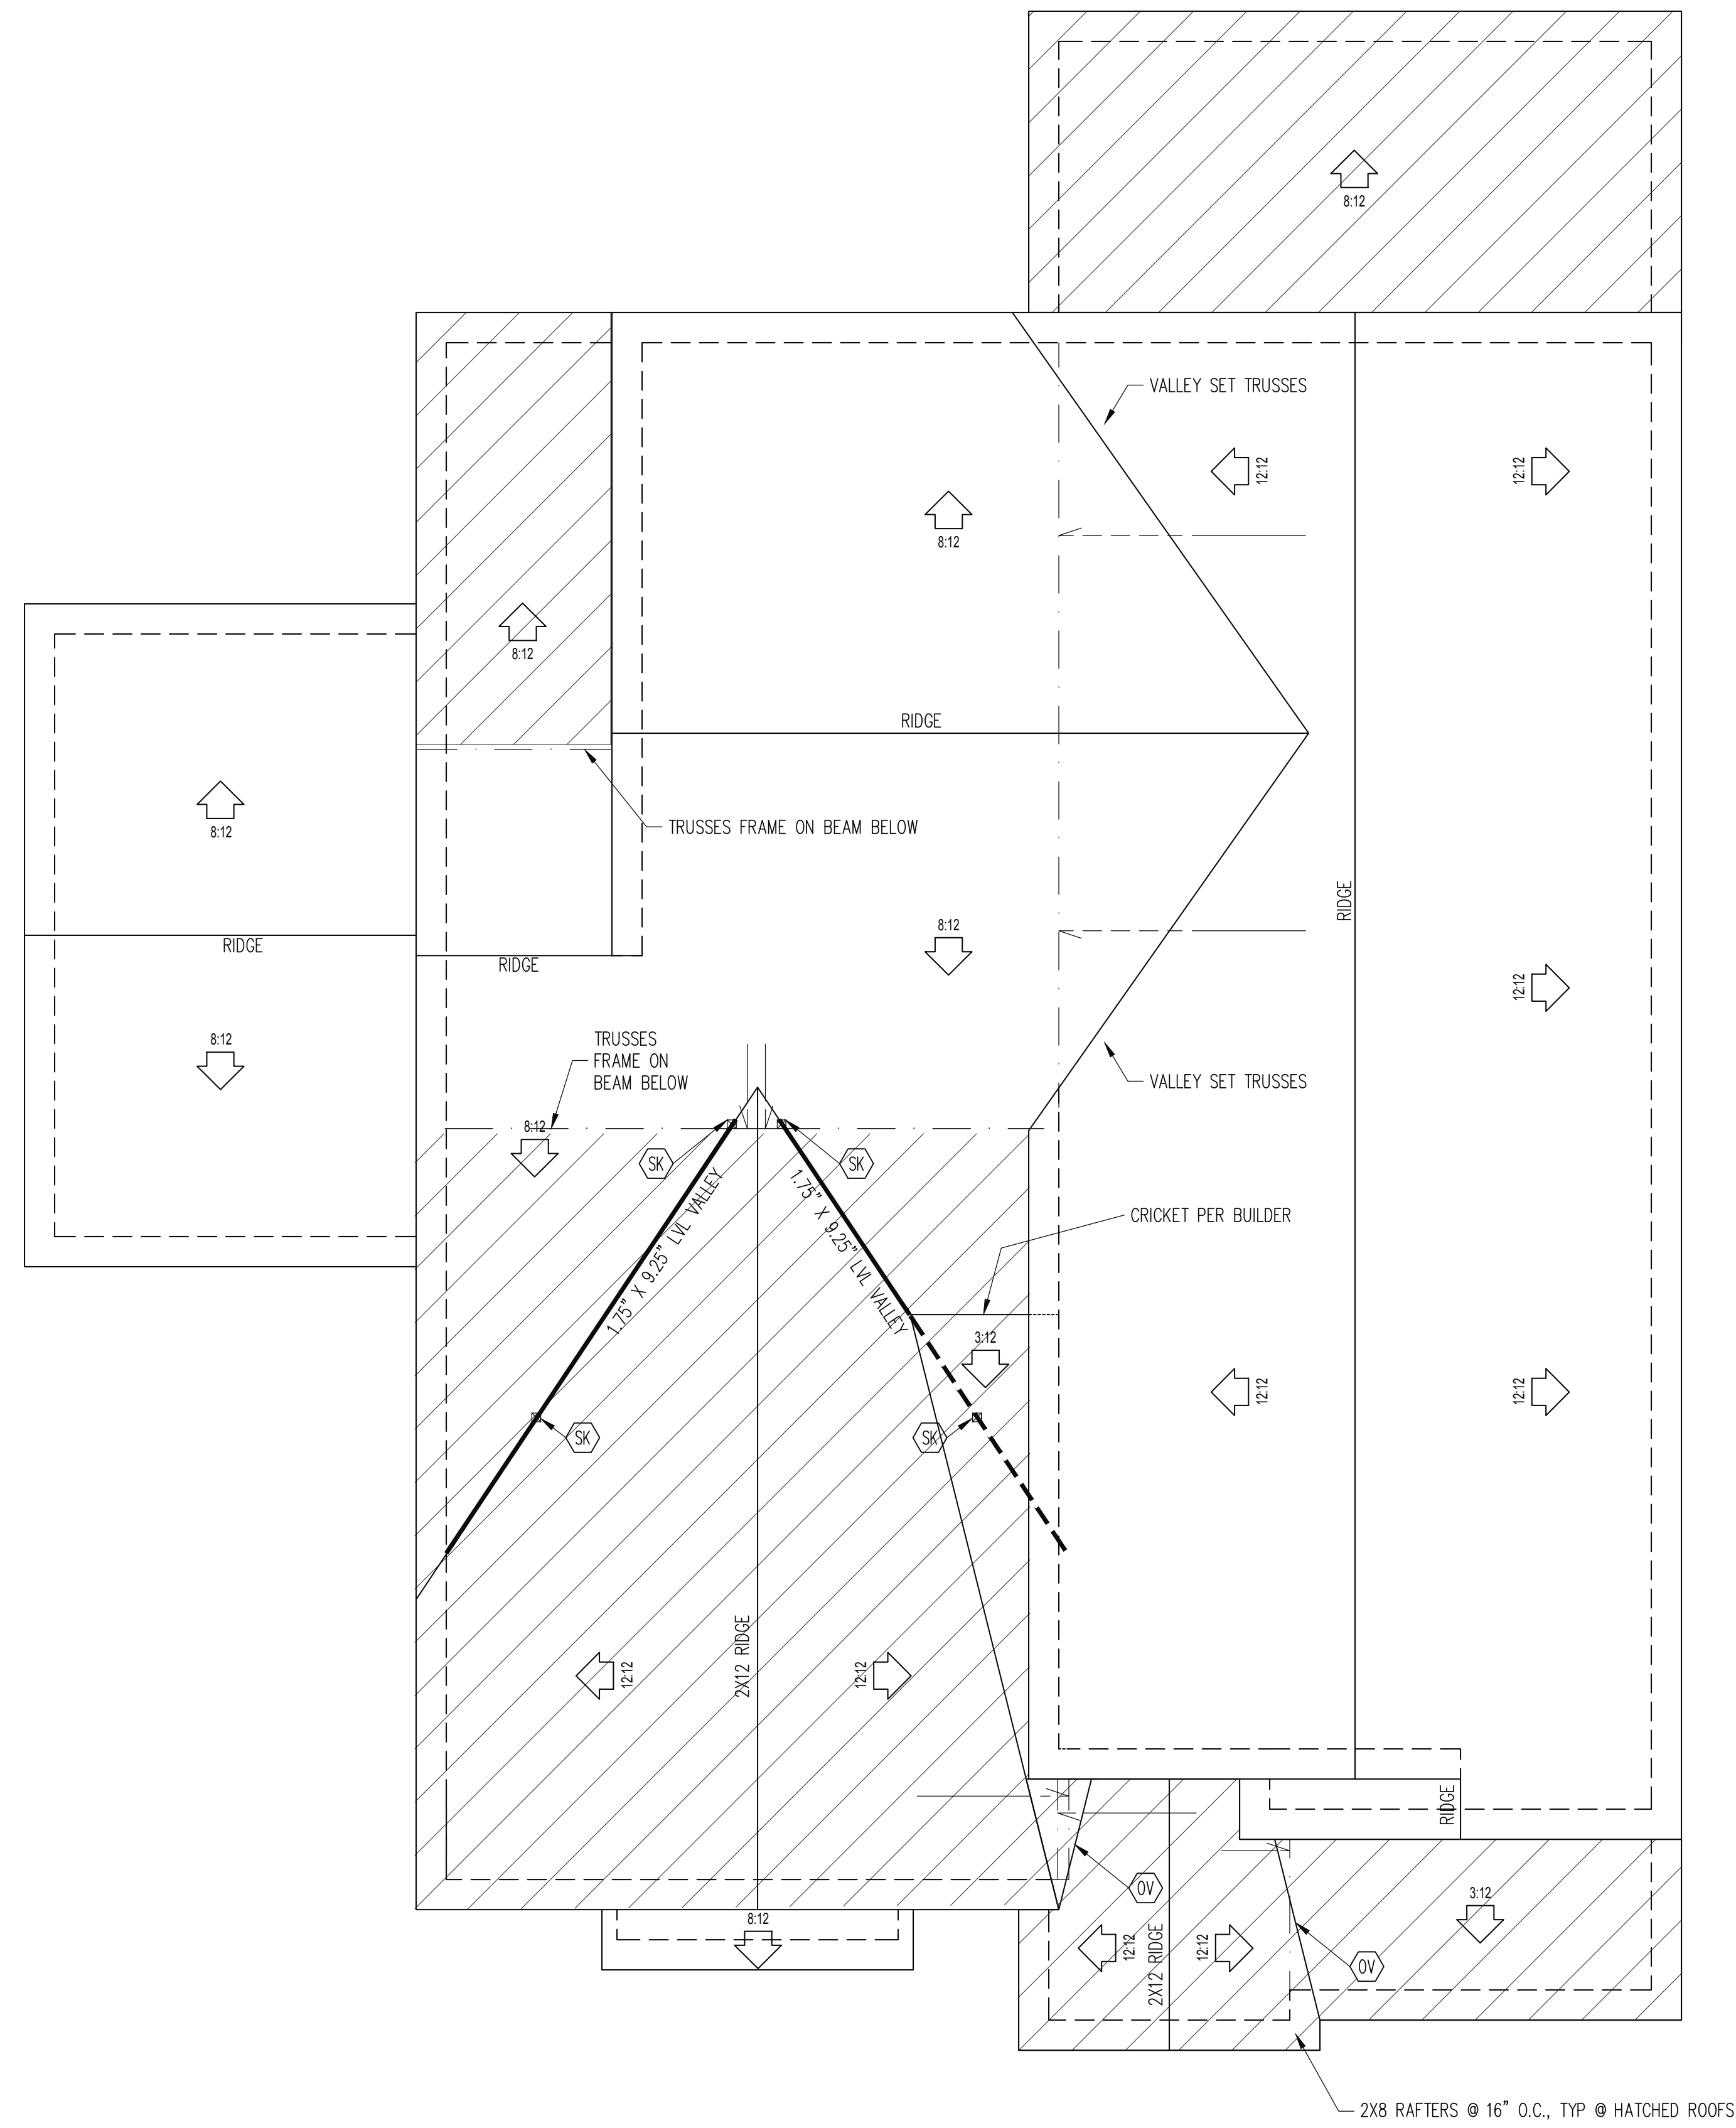 8:12
VALLEY SET TRUSSES
12:12
12:12
8:12
8:12
RIDGE
8:12
TRUSSES FRAME ON BEAM BELOW
RIDGE
8:12
RIDGE
RIDGE
12:12
8:12
TRUSSES
FRAME ON
BEAM BELOW
VALLEY SET TRUSSES
8:12
SK
SK
1.75" X 9.25" LVL VALLEY
1.75" X 9.25" LVL VALLEY
CRICKET PER BUILDER
3:12
12:12
12:12
SK
SK
2X12 RIDGE
12:12
12:12
RIDGE
OV
3:12
8:12
12:12
2X12 RIDGE
12:12
OV
2X8 RAFTERS @ 16" O.C., TYP @ HATCHED ROOFS